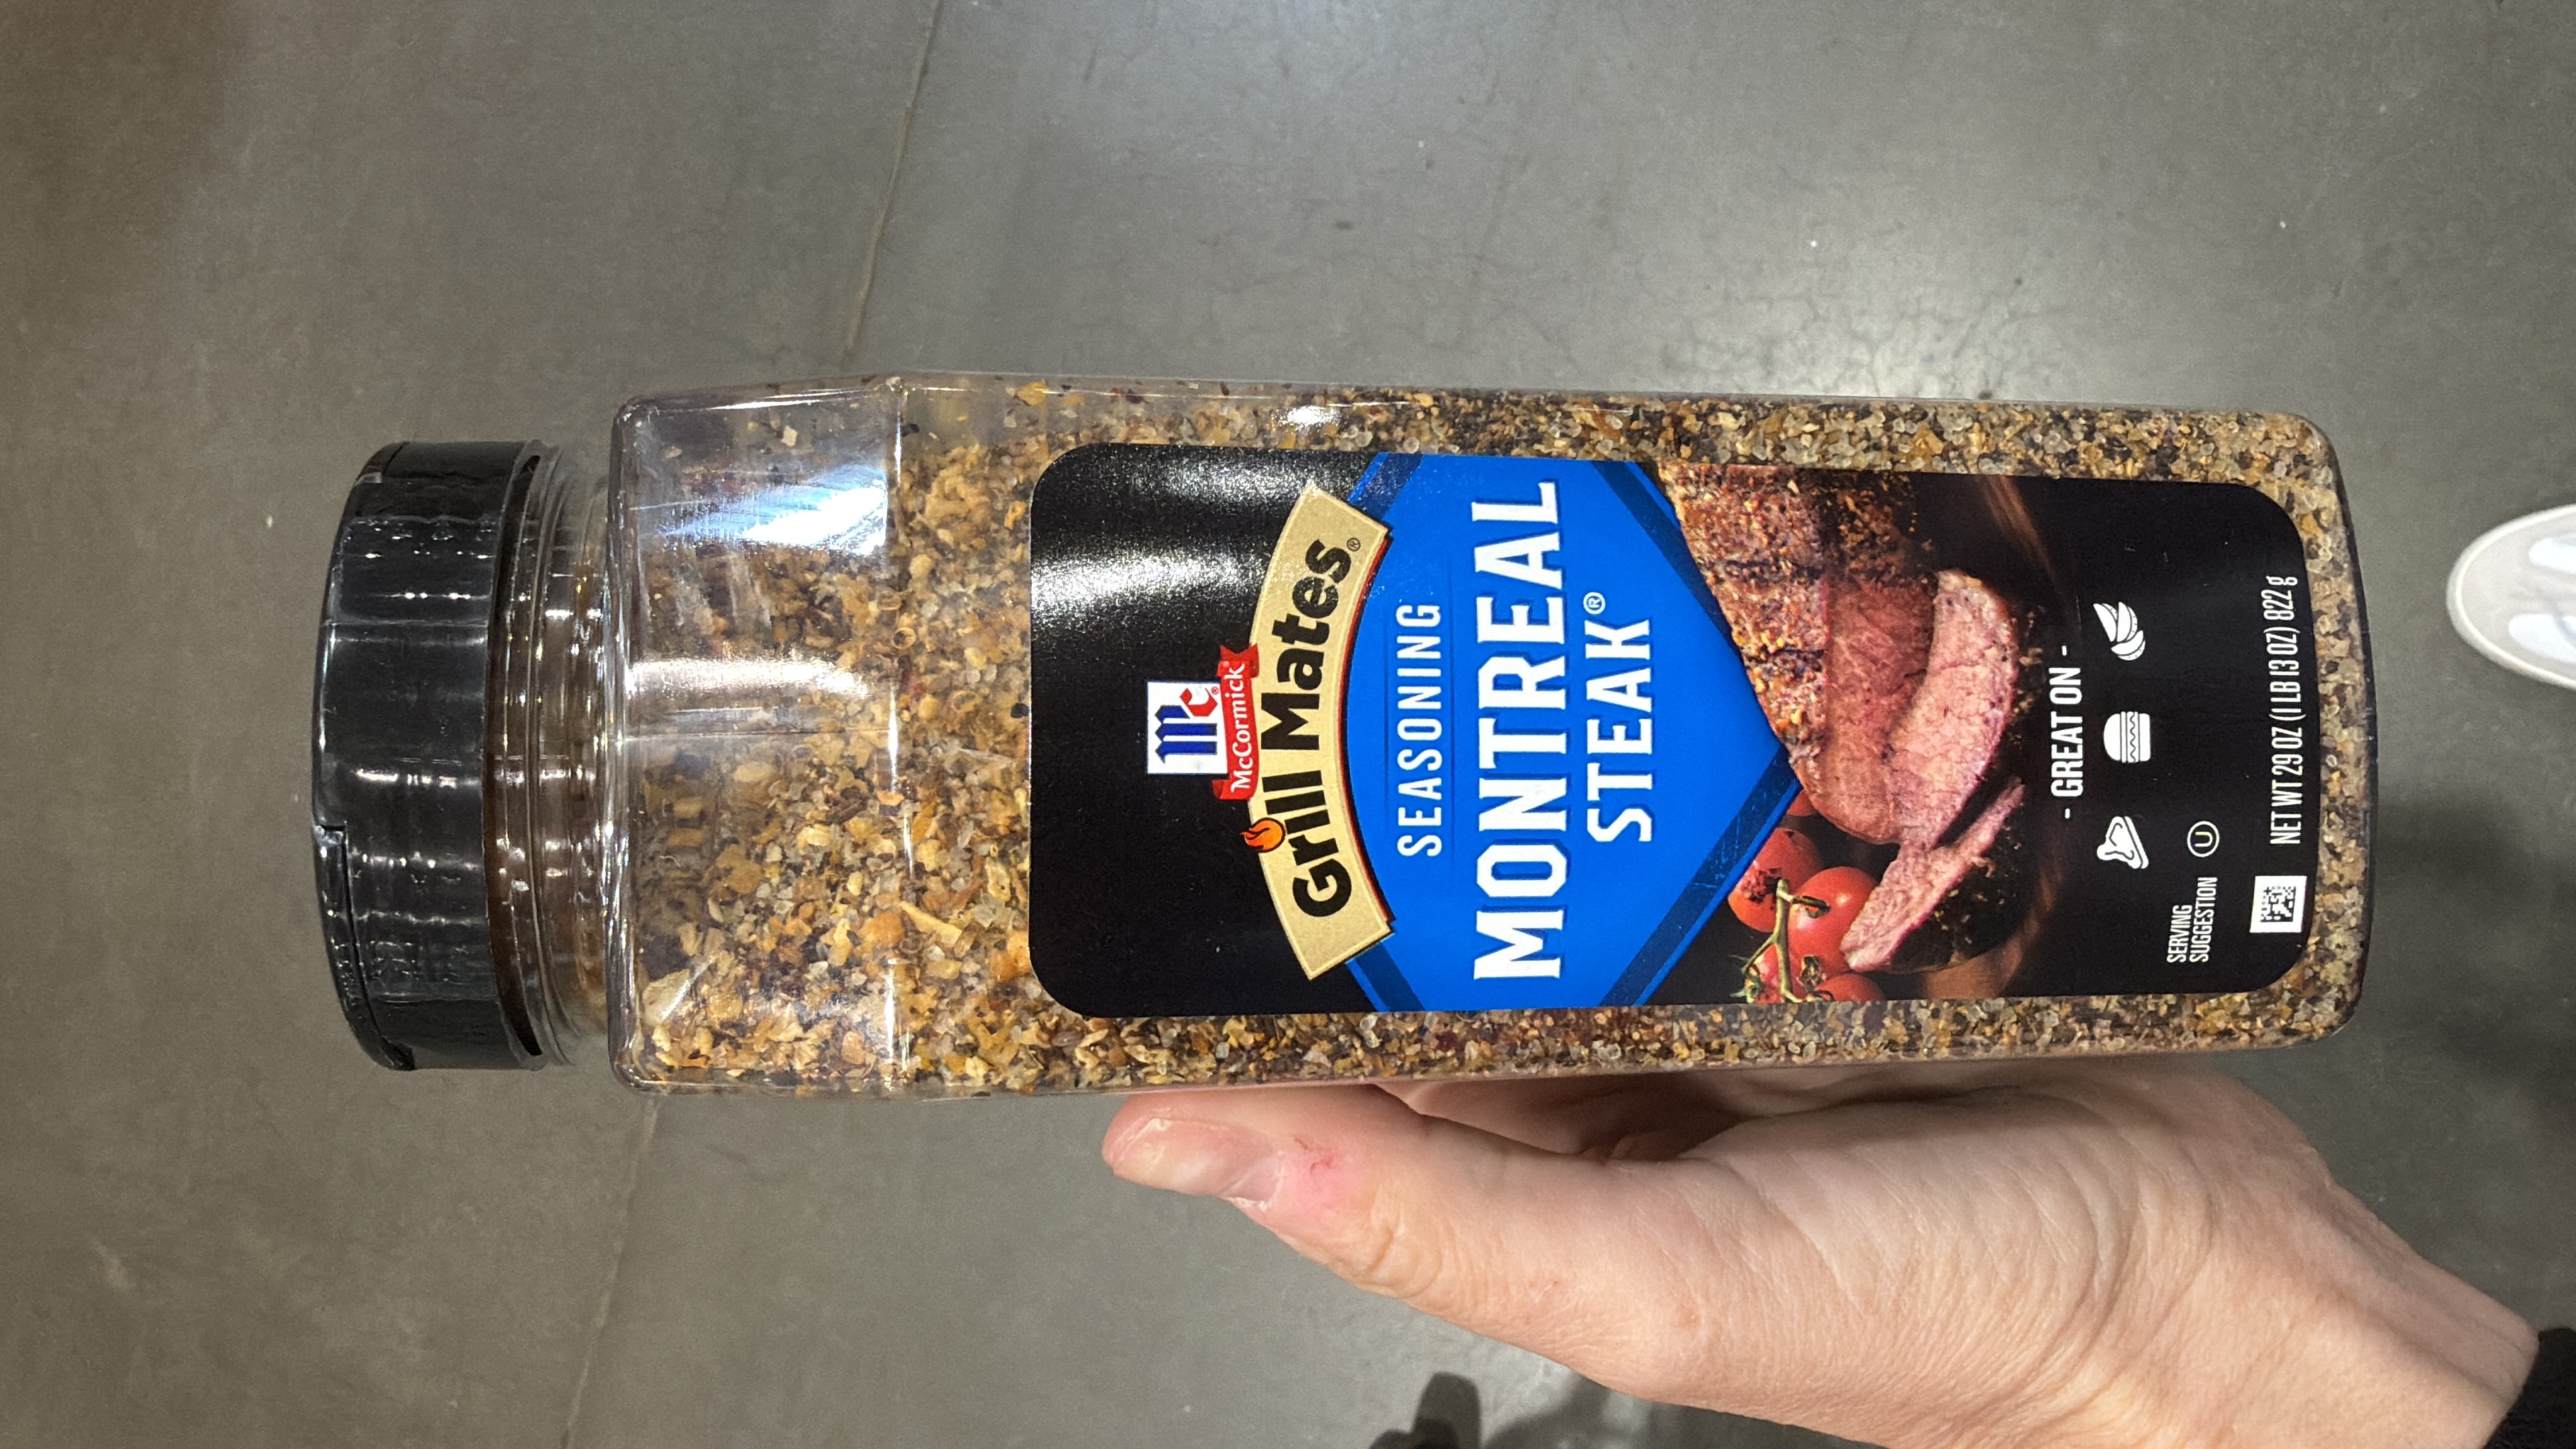 Mc®
McCormick®
Grill Mates®
SEASONING
MONTREAL
STEAK®
- GREAT ON -
SERVING
SUGGESTION
U
NET WT 29 OZ (1 LB 13 OZ) 822 g